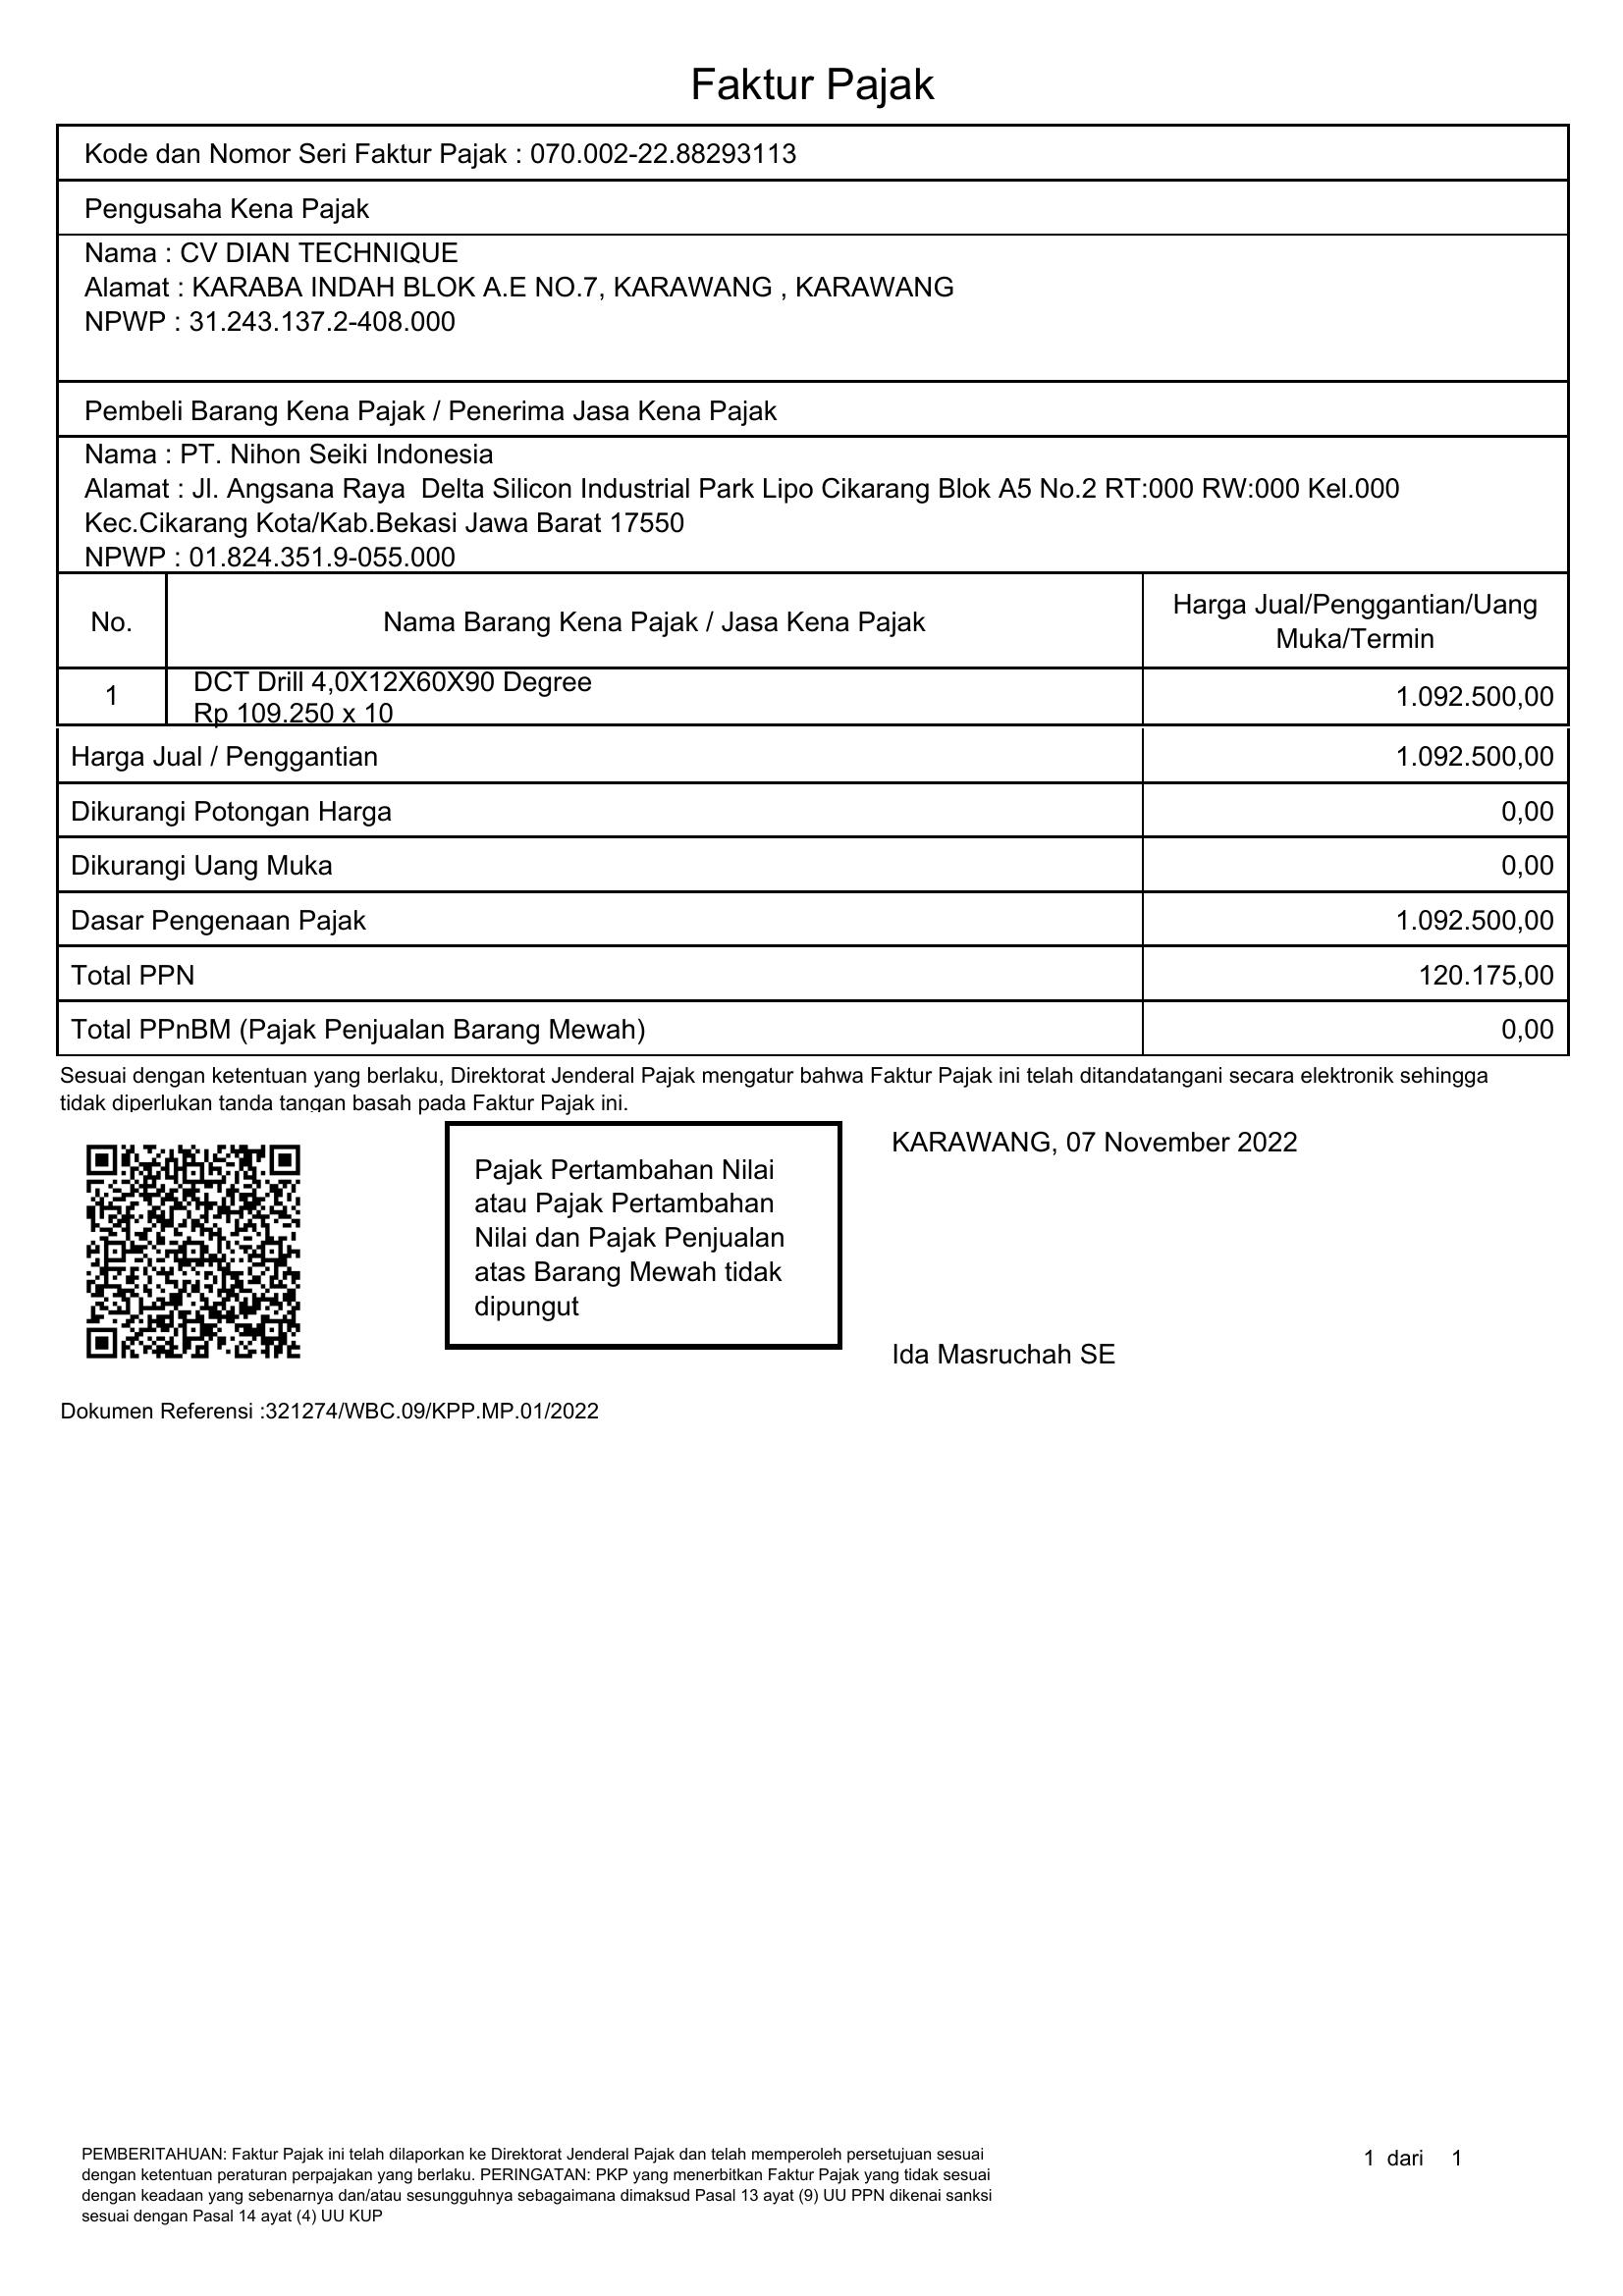 Faktur Pajak
Kode dan Nomor Seri Faktur Pajak : 070.002-22.88293113
Pengusaha Kena Pajak
Nama : CV DIAN TECHNIQUE
Alamat : KARABA INDAH BLOK A.E NO.7, KARAWANG , KARAWANG
NPWP : 31.243.137.2-408.000
Pembeli Barang Kena Pajak / Penerima Jasa Kena Pajak
Nama : PT. Nihon Seiki Indonesia
Alamat : Jl. Angsana Raya  Delta Silicon Industrial Park Lipo Cikarang Blok A5 No.2 RT:000 RW:000 Kel.000
Kec.Cikarang Kota/Kab.Bekasi Jawa Barat 17550
NPWP : 01.824.351.9-055.000
No. Nama Barang Kena Pajak / Jasa Kena Pajak Harga Jual/Penggantian/Uang
Muka/Termin
1 DCT Drill 4,0X12X60X90 Degree 1.092.500,00
Rp 109.250 x 10
Harga Jual / Penggantian 1.092.500,00
Dikurangi Potongan Harga 0,00
Dikurangi Uang Muka 0,00
Dasar Pengenaan Pajak 1.092.500,00
Total PPN 120.175,00
Total PPnBM (Pajak Penjualan Barang Mewah) 0,00
Sesuai dengan ketentuan yang berlaku, Direktorat Jenderal Pajak mengatur bahwa Faktur Pajak ini telah ditandatangani secara elektronik sehingga
tidak diperlukan tanda tangan basah pada Faktur Pajak ini.
Pajak Pertambahan Nilai
atau Pajak Pertambahan
Nilai dan Pajak Penjualan
atas Barang Mewah tidak
dipungut
KARAWANG, 07 November 2022
Ida Masruchah SE
Dokumen Referensi :321274/WBC.09/KPP.MP.01/2022
PEMBERITAHUAN: Faktur Pajak ini telah dilaporkan ke Direktorat Jenderal Pajak dan telah memperoleh persetujuan sesuai
dengan ketentuan peraturan perpajakan yang berlaku. PERINGATAN: PKP yang menerbitkan Faktur Pajak yang tidak sesuai
dengan keadaan yang sebenarnya dan/atau sesungguhnya sebagaimana dimaksud Pasal 13 ayat (9) UU PPN dikenai sanksi
sesuai dengan Pasal 14 ayat (4) UU KUP
1 dari 1